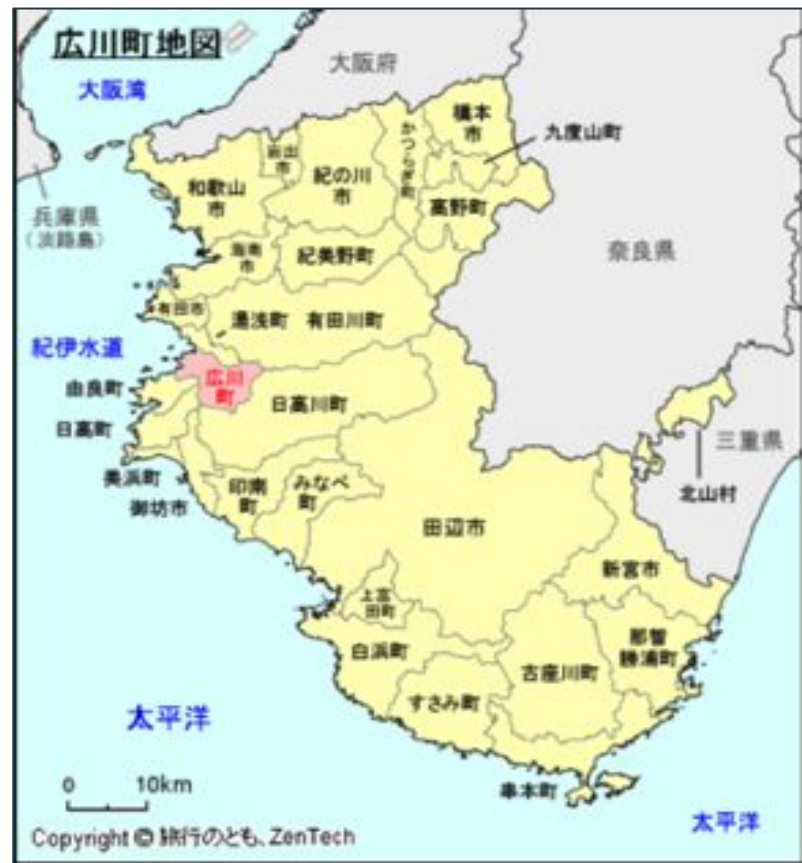 広川町地図
大阪府
大阪湾
橋本
市
かつらぎ町
九度山町
岩出
市
紀の川
市
和歌山
市
高野町
兵庫県
(淡路島)
奈良県
海南
市
紀美野町
有田市
湯浅町 有田川町
紀伊水道
広川
町
由良町
日高川町
日高町
三重県
美浜町
北山村
御坊市
印南
町
みなべ
町
田辺市
新宮市
上富
田町
白浜町
那智
勝浦町
古座川町
すさみ町
太平洋
0 10km
串本町
太平洋
Copyright © 旅行のとも、ZenTech